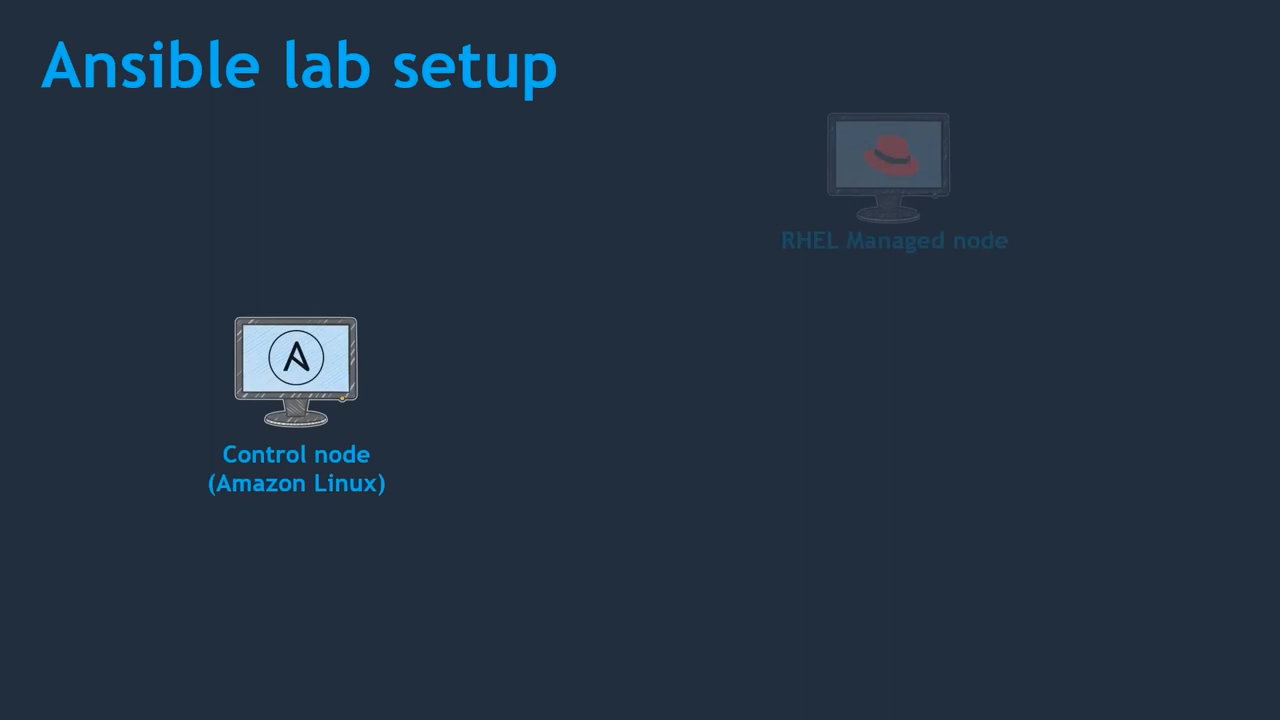 Ansible lab setup
RHEL Managed node
Control node
(Amazon Linux)